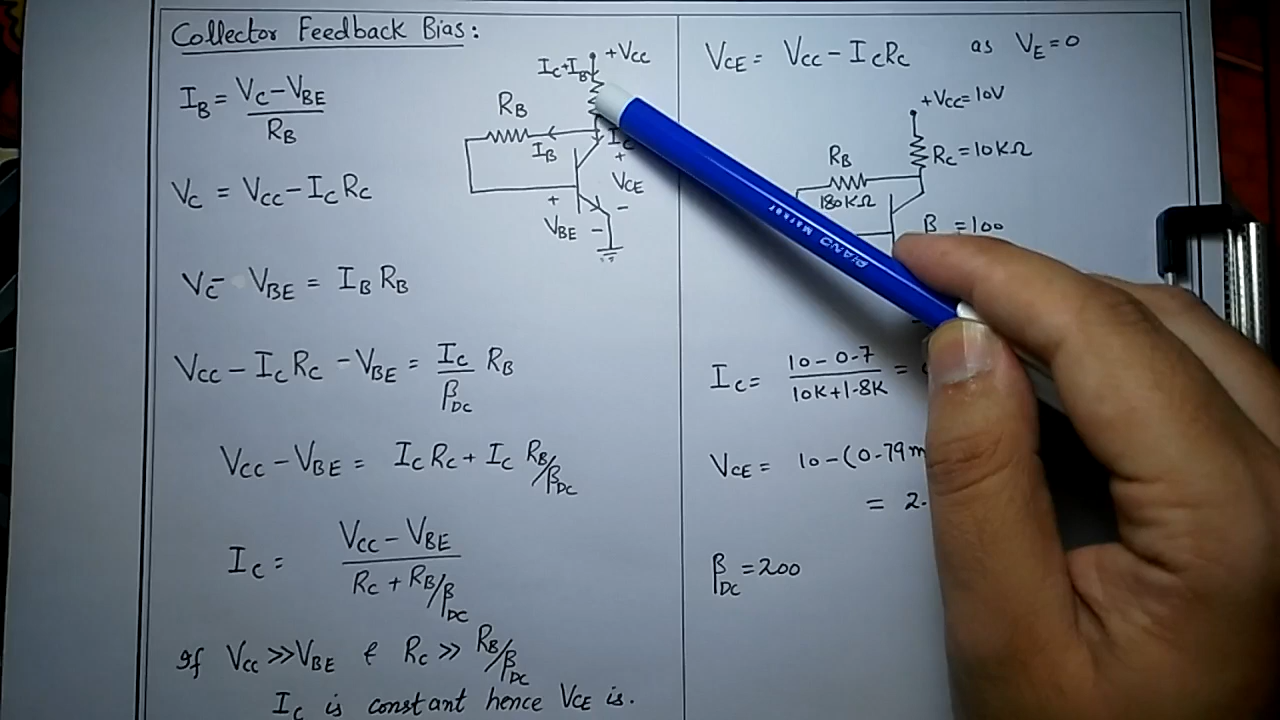 Collector Feedback Bias:
IB = VC - VBE / RB
VC = VCC - IC RC
VC - VBE = IB RB
VCC - IC RC - VBE = IC / βDC RB
VCC - VBE = IC RC + IC RB/βDC
IC = VCC - VBE / RC + RB/βDC
If VCC >> VBE & RC >> RB/βDC
IC is constant hence VCE is.
+VCC
IC+IB
RB
IB
IC
+
VCE
-
+
VBE -
VCE = VCC - IC RC as VE = 0
+VCC = 10V
RC = 10KΩ
RB
180KΩ
β = 100
IC = 10 - 0.7 / 10K + 1.8K =
VCE = 10 - (0.79m
= 2.
βDC = 200
PIANO Marker